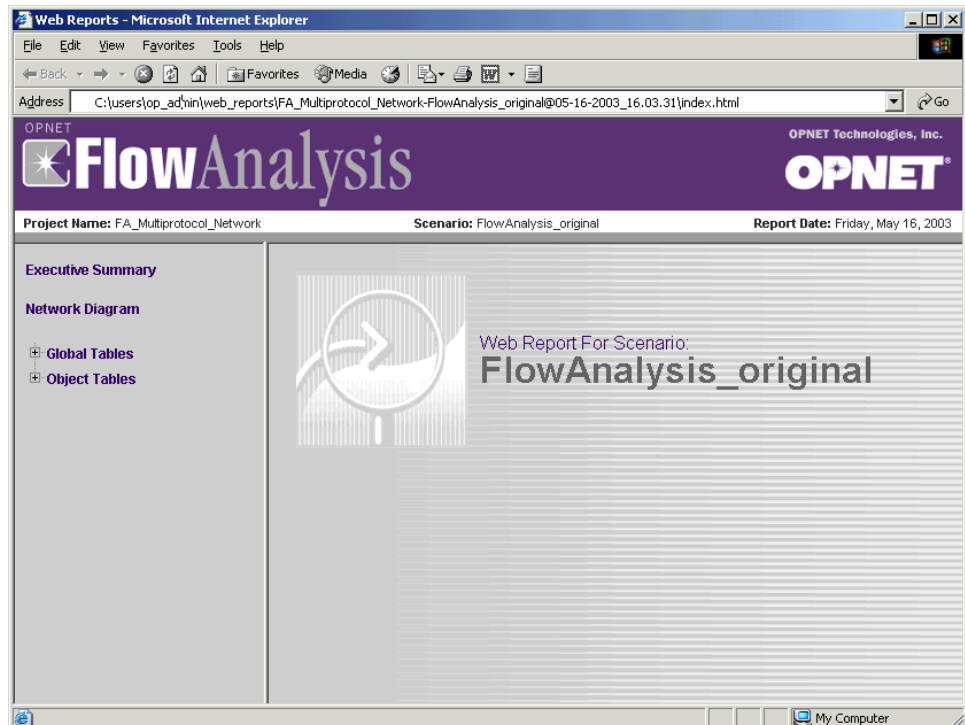 Web Reports - Microsoft Internet Explorer
File Edit View Favorites Tools Help
Back Favorites Media
Address C:\users\op_admin\web_reports\FA_Multiprotocol_Network-FlowAnalysis_original@05-16-2003_16.03.31\index.html Go
OPNET
FlowAnalysis
OPNET Technologies, Inc.
OPNET
Project Name: FA_Multiprotocol_Network Scenario: FlowAnalysis_original Report Date: Friday, May 16, 2003
Executive Summary
Network Diagram
Global Tables
Object Tables
Web Report For Scenario:
FlowAnalysis_original
My Computer